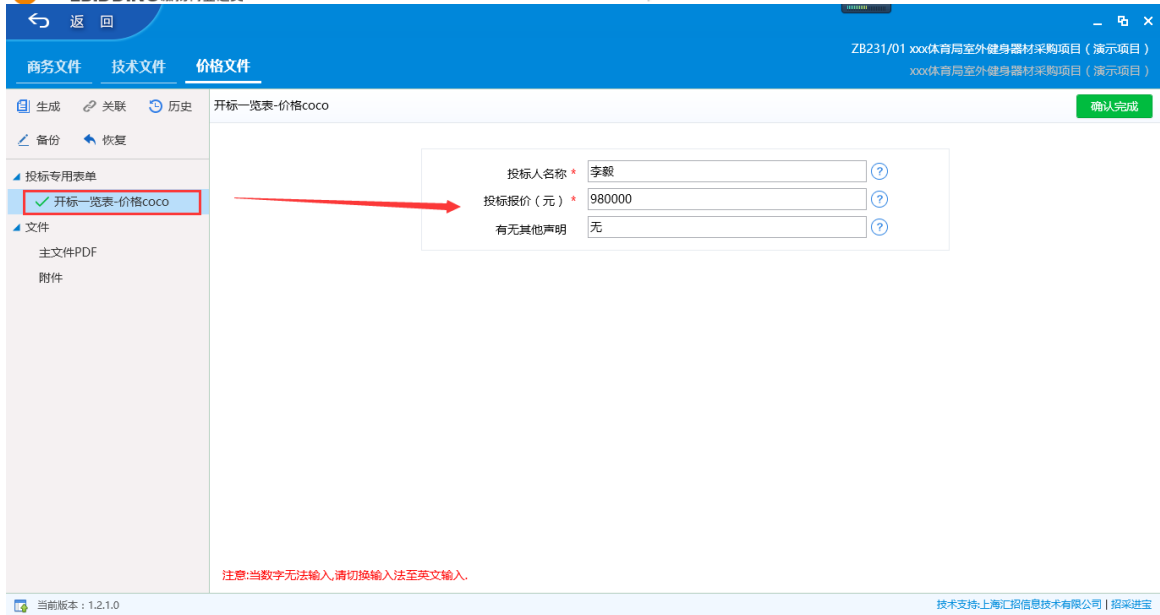 返 回
ZB231/01 xxx体育局室外健身器材采购项目 ( 演示项目 )
商务文件 技术文件 价格文件
xxx体育局室外健身器材采购项目 ( 演示项目 )
生成 关联 历史 开标一览表-价格coco 确认完成
备份 恢复
投标专用表单
投标人名称 * 李毅 ?
开标一览表-价格coco
投标报价 ( 元 ) * 980000 ?
文件
有无其他声明 无 ?
主文件PDF
附件
注意:当数字无法输入,请切换输入法至英文输入.
当前版本 : 1.2.1.0
技术支持:上海汇招信息技术有限公司 | 招采进宝